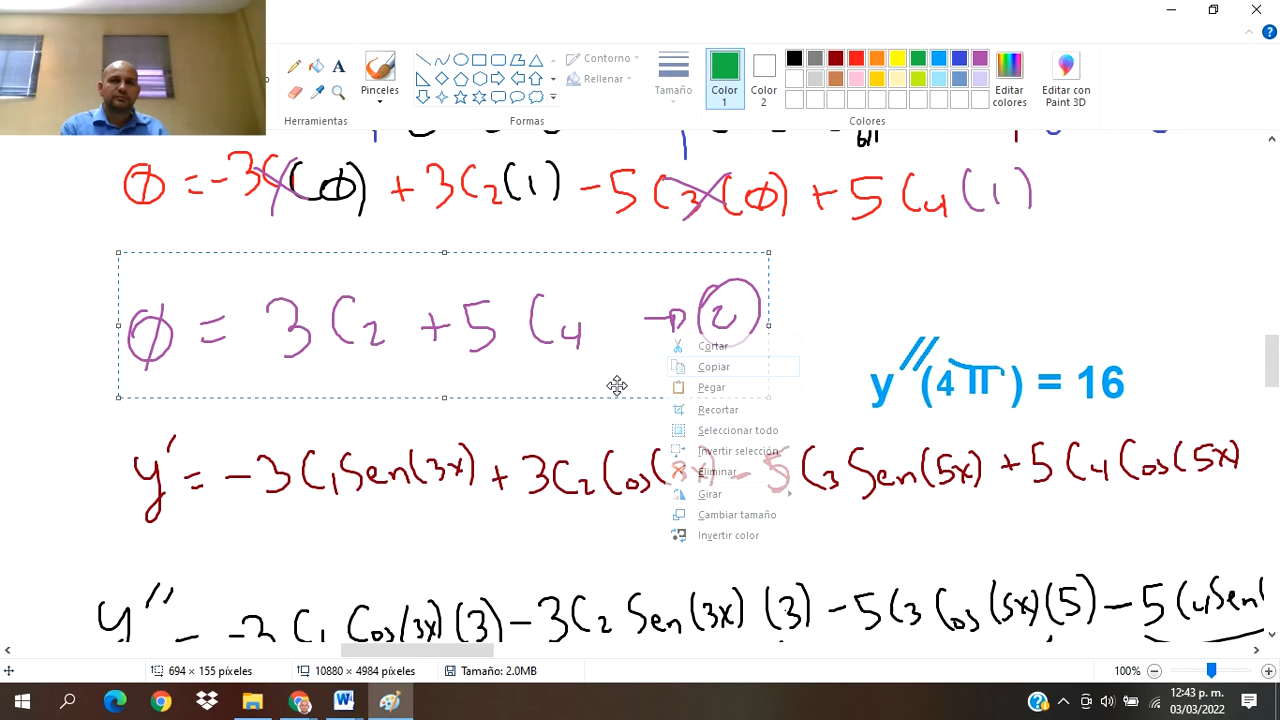 Contorno
Rellenar
Pinceles
Tamaño
Color 1
Color 2
Editar colores
Editar con Paint 3D
Herramientas
Formas
Colores
6π
0 = -3C(0) + 3C2(1) - 5C3(0) + 5C4(1)
0 = 3C2 + 5C4 → 2
Cortar
Copiar
Pegar
Recortar
Seleccionar todo
Invertir selección
Eliminar
Girar
Cambiar tamaño
Invertir color
y''(4π) = 16
y' = -3C1Sen(3x) + 3C2Cos(3x) - 5C3Sen(5x) + 5C4Cos(5x)
y'' = -3C1Cos(3x)(3) - 3C2Sen(3x)(3) - 5C3Cos(5x)(5) - 5C4Sen(
694 × 155 píxeles
10880 × 4984 píxeles
Tamaño: 2.0MB
100%
12:43 p. m.
03/03/2022